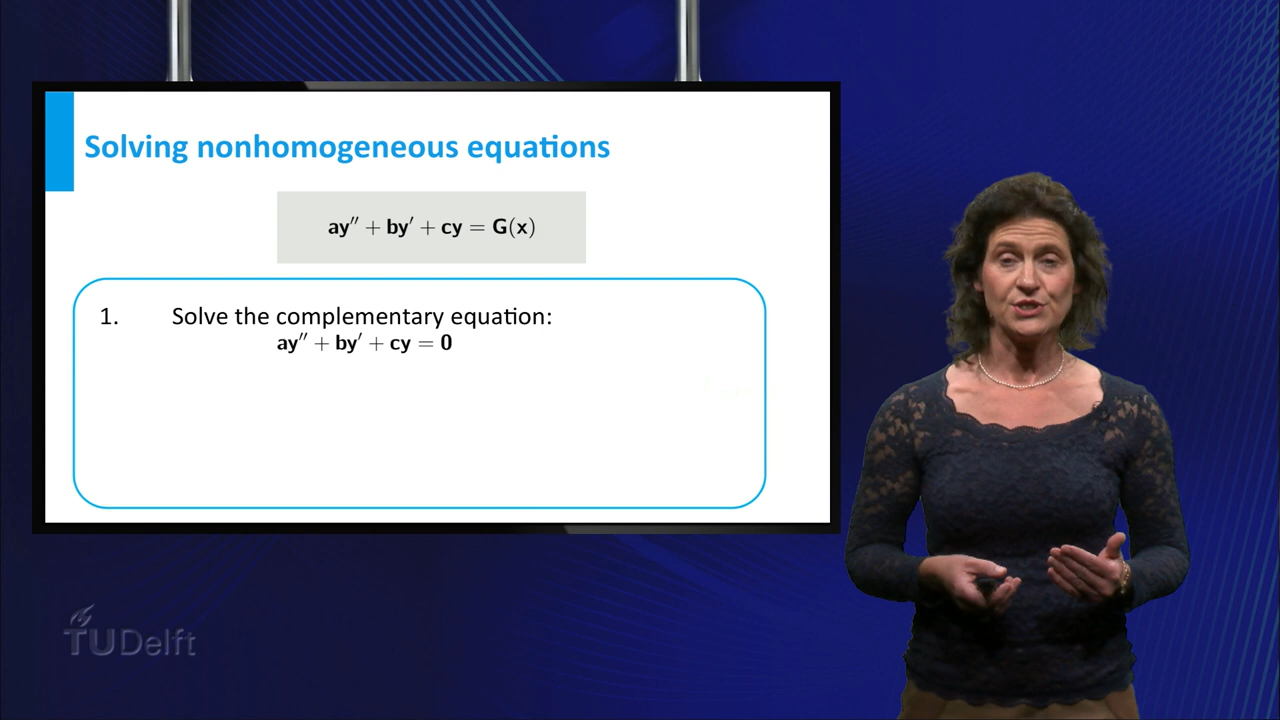 Solving nonhomogeneous equations
ay′′ + by′ + cy = G(x)
1. Solve the complementary equation:
ay′′ + by′ + cy = 0
TUDelft